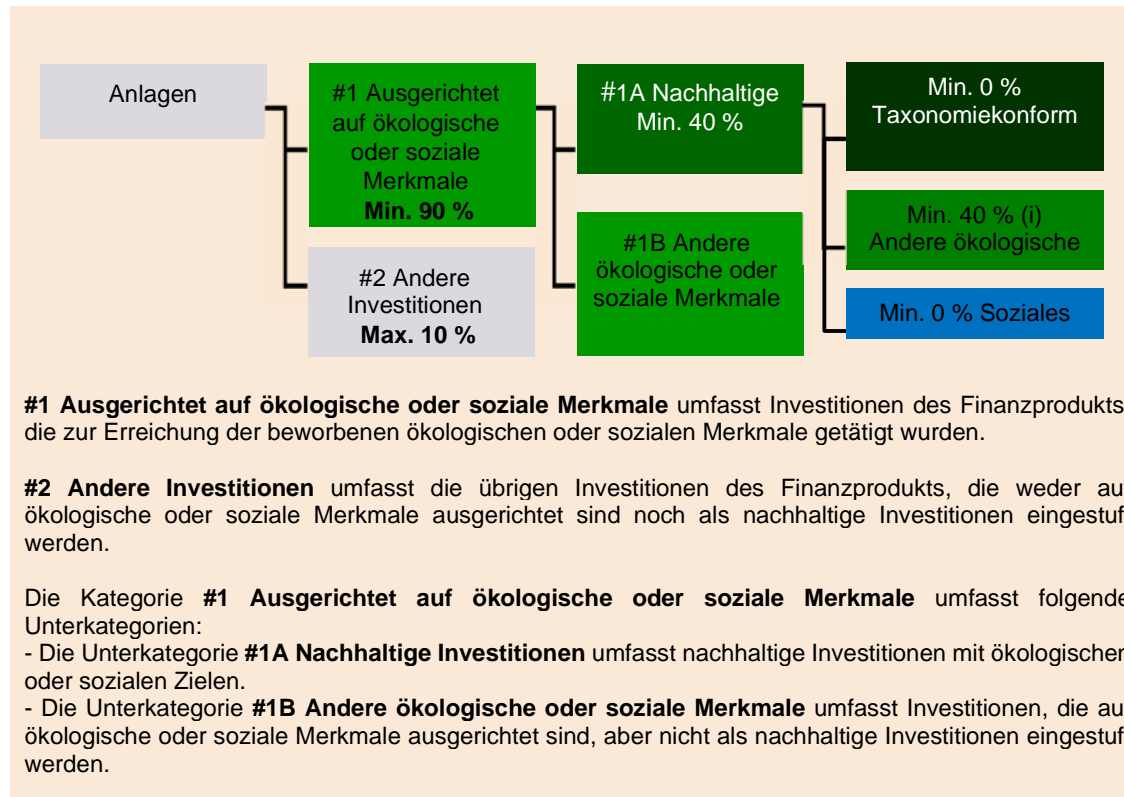 Anlagen
#1 Ausgerichtet
auf ökologische
oder soziale
Merkmale
Min. 90 %
#2 Andere
Investitionen
Max. 10 %
#1A Nachhaltige
Min. 40 %
#1B Andere
ökologische oder
soziale Merkmale
Min. 0 %
Taxonomiekonform
Min. 40 % (i)
Andere ökologische
Min. 0 % Soziales
#1 Ausgerichtet auf ökologische oder soziale Merkmale umfasst Investitionen des Finanzprodukts
die zur Erreichung der beworbenen ökologischen oder sozialen Merkmale getätigt wurden.
#2 Andere Investitionen umfasst die übrigen Investitionen des Finanzprodukts, die weder au
ökologische oder soziale Merkmale ausgerichtet sind noch als nachhaltige Investitionen eingestuf
werden.
Die Kategorie #1 Ausgerichtet auf ökologische oder soziale Merkmale umfasst folgende
Unterkategorien:
- Die Unterkategorie #1A Nachhaltige Investitionen umfasst nachhaltige Investitionen mit ökologischen
oder sozialen Zielen.
- Die Unterkategorie #1B Andere ökologische oder soziale Merkmale umfasst Investitionen, die au
ökologische oder soziale Merkmale ausgerichtet sind, aber nicht als nachhaltige Investitionen eingestuf
werden.